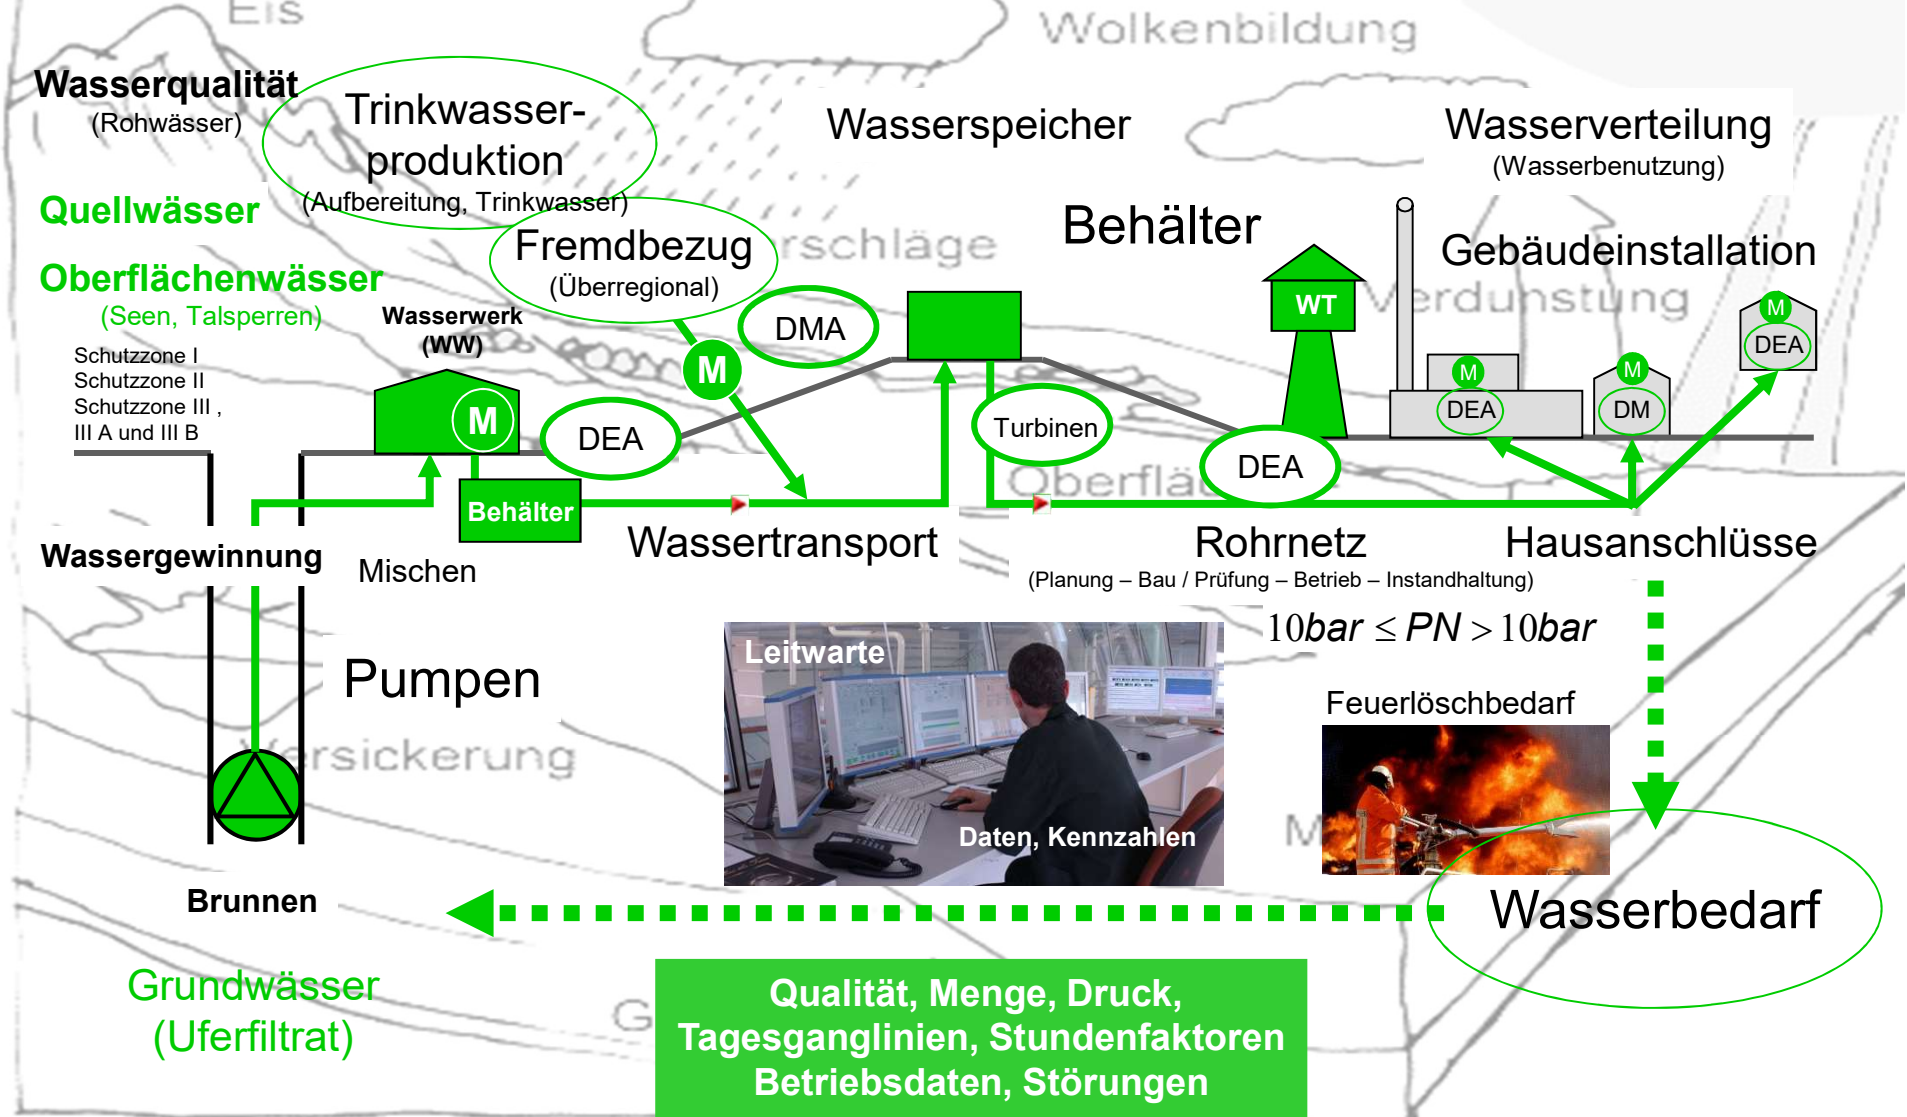 Eis
Wolkenbildung
Wasserqualität
(Rohwässer)
Trinkwasser-
produktion
(Aufbereitung, Trinkwasser)
Wasserspeicher
Wasserverteilung
(Wasserbenutzung)
Quellwässer
Fremdbezug
(Überregional)
rschläge
Behälter
Gebäudeinstallation
Oberflächenwässer
(Seen, Talsperren)
Verdunstung
Wasserwerk
(WW)
DMA
WT
M
DEA
Schutzzone I
Schutzzone II
Schutzzone III ,
III A und III B
M
M
DEA
Turbinen
M
DEA
M
DM
DEA
Oberflä
Behälter
Wassergewinnung
Mischen
Wassertransport
Rohrnetz
(Planung – Bau / Prüfung – Betrieb – Instandhaltung)
Hausanschlüsse
10bar ≤ PN > 10bar
Pumpen
Leitwarte
Daten, Kennzahlen
Feuerlöschbedarf
ersickerung
M
Brunnen
Wasserbedarf
Grundwässer
(Uferfiltrat)
G
Qualität, Menge, Druck,
Tagesganglinien, Stundenfaktoren
Betriebsdaten, Störungen